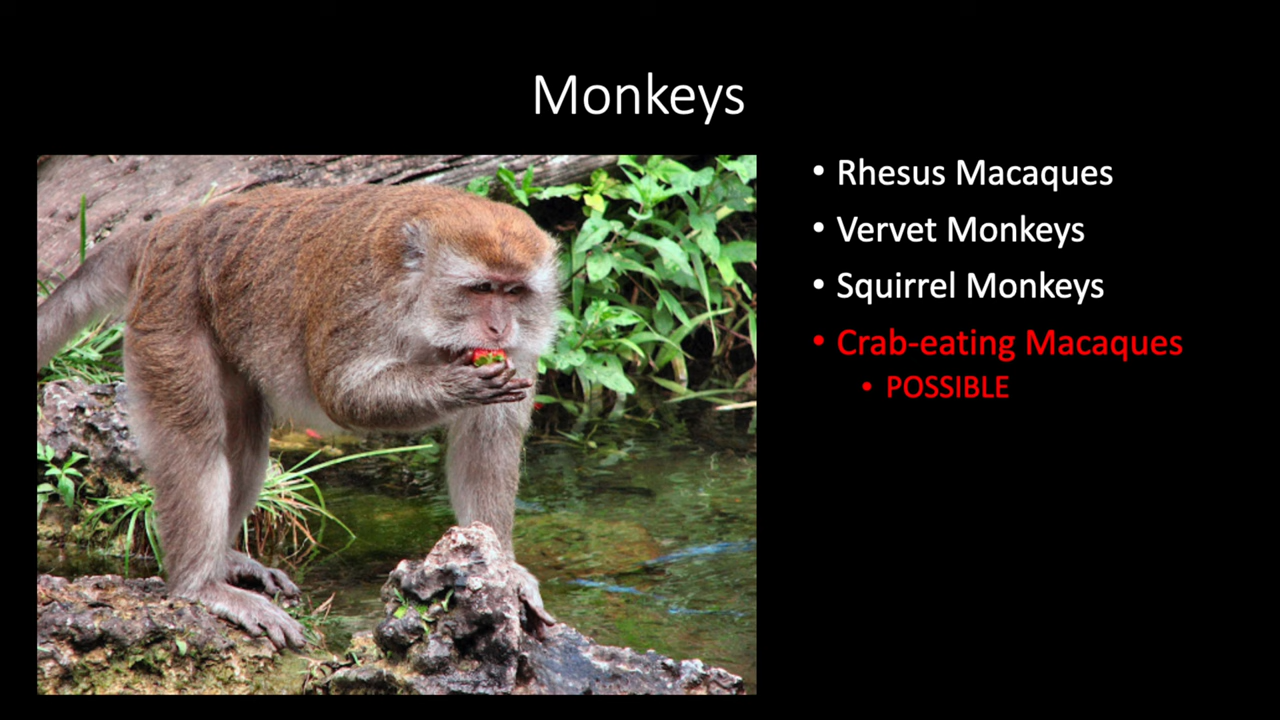 Monkeys
• Rhesus Macaques
• Vervet Monkeys
• Squirrel Monkeys
• Crab-eating Macaques
• POSSIBLE